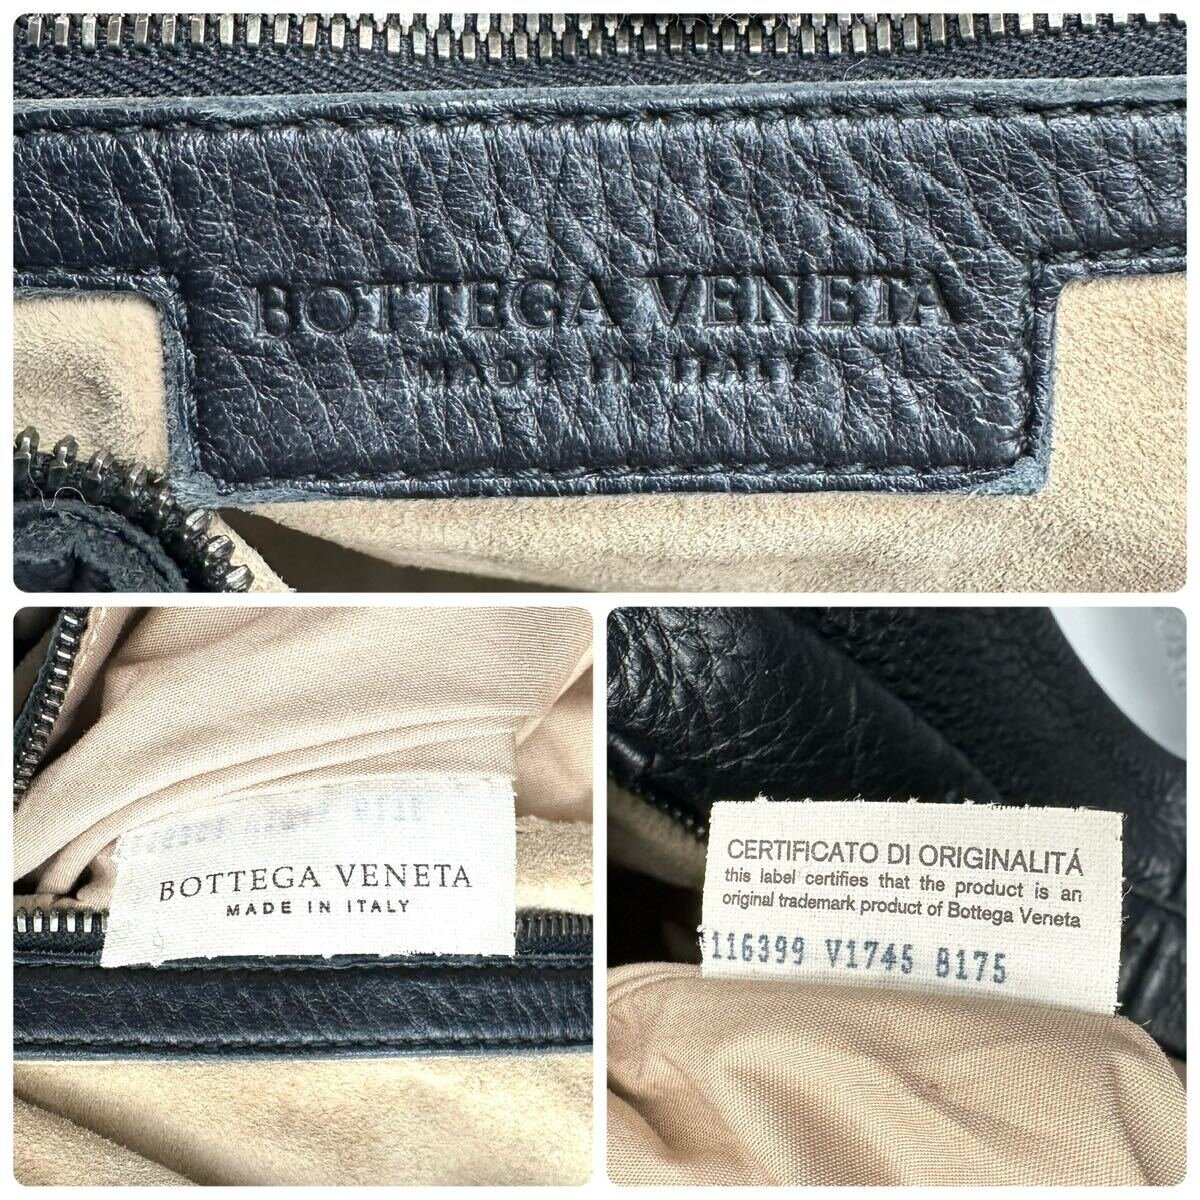 BOTTEGA VENETA
MADE IN ITALY
BOTTEGA VENETA
MADE IN ITALY
CERTIFICATO DI ORIGINALITÁ
this label certifies that the product is an
original trademark product of Bottega Veneta
116399 V1745 8175